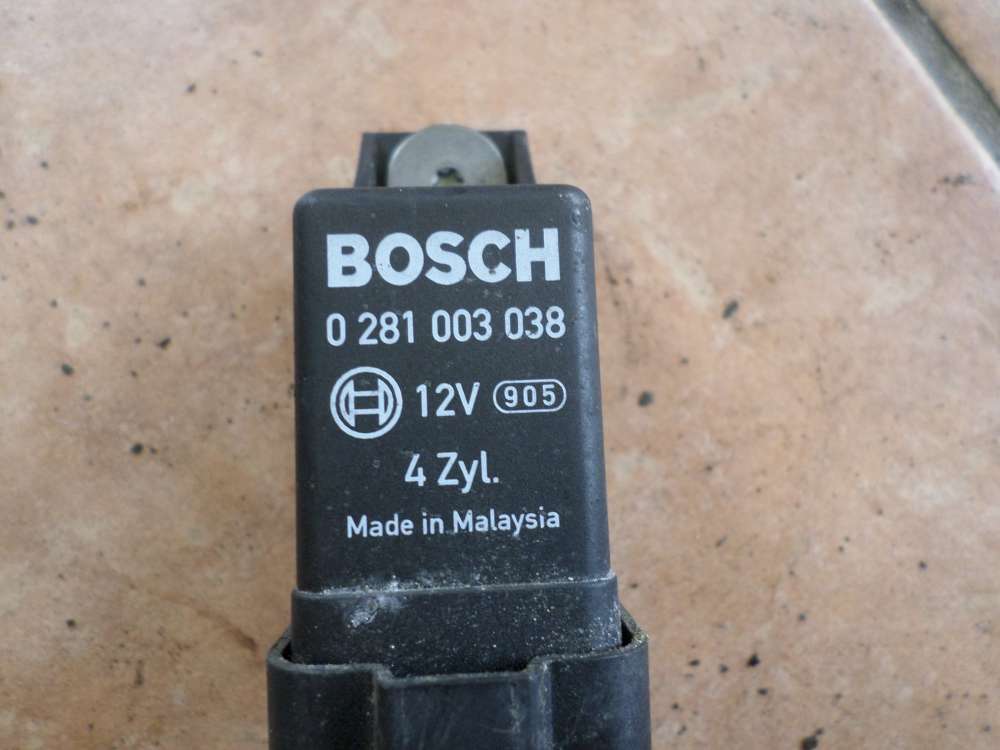 BOSCH
0 281 003 038
12V 905
4 Zyl.
Made in Malaysia